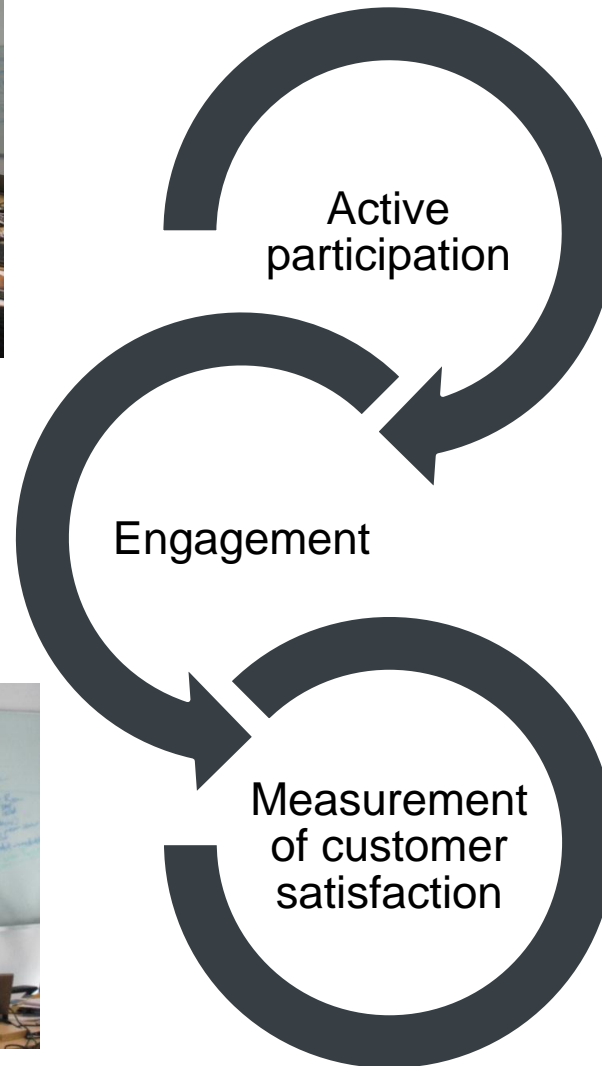 Active
participation
Engagement
Measurement
of customer
satisfaction